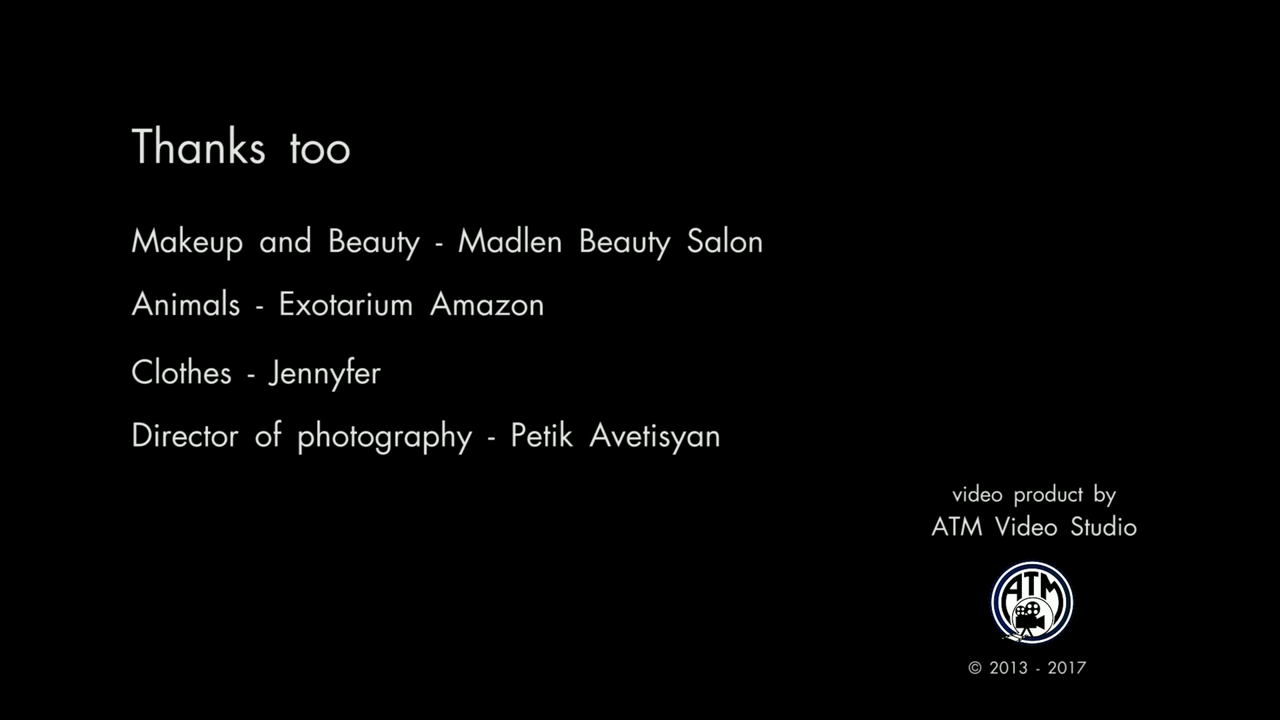 Thanks too
Makeup and Beauty - Madlen Beauty Salon
Animals - Exotarium Amazon
Clothes - Jennyfer
Director of photography - Petik Avetisyan
video product by
ATM Video Studio
ATM
© 2013 - 2017